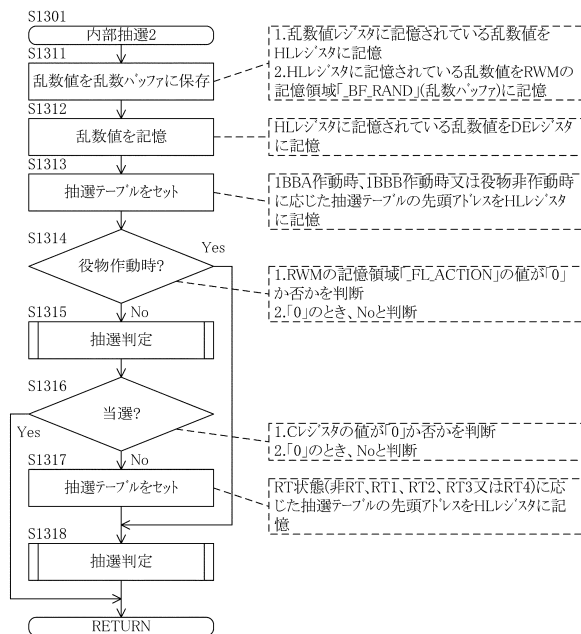 S1301
内部抽選2
S1311
乱数値を乱数バッファに保存
1.乱数値レジスタに記憶されている乱数値を
HLレジスタに記憶
2.HLレジスタに記憶されている乱数値をRWMの
記憶領域「_BF_RAND」(乱数バッファ)に記憶
S1312
乱数値を記憶
HLレジスタに記憶されている乱数値をDEレジスタ
に記憶
S1313
抽選テーブルをセット
1BBA作動時、1BBB作動時又は役物非作動時
に応じた抽選テーブルの先頭アドレスをHLレジスタ
に記憶
S1314
役物作動時?
Yes
No
1.RWMの記憶領域「_FL_ACTION」の値が「0」
か否かを判断
2.「0」のとき、Noと判断
S1315
抽選判定
S1316
当選?
Yes
No
1.Cレジスタの値が「0」か否かを判断
2.「0」のとき、Noと判断
S1317
抽選テーブルをセット
RT状態(非RT、RT1、RT2、RT3又はRT4)に応
じた抽選テーブルの先頭アドレスをHLレジスタに記
憶
S1318
抽選判定
RETURN